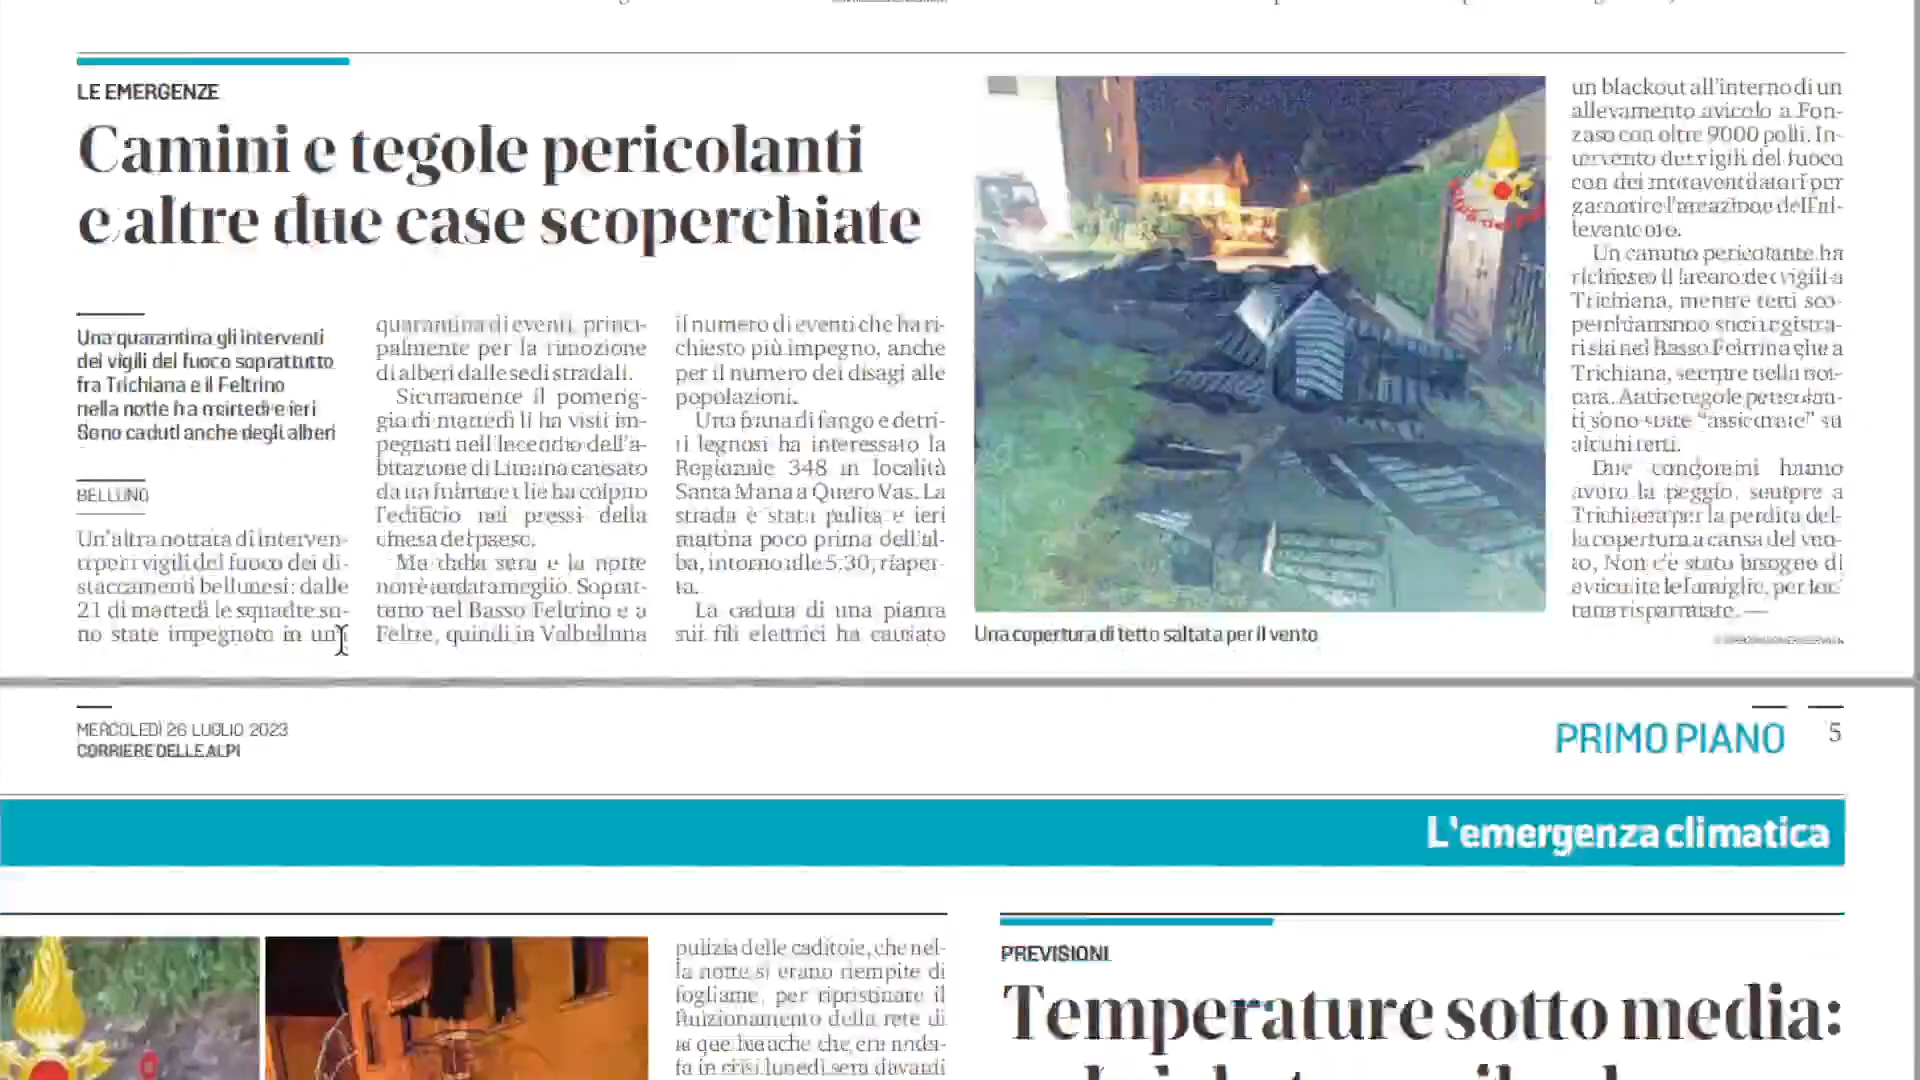 LE EMERGENZE
Camini e tegole pericolanti
e altre due case scoperchiate
Una quarantina gli interventi
dei vigili del fuoco soprattutto
fra Trichiana e il Feltrino
nella notte fra martedì e ieri
Sono caduti anche degli alberi
BELLUNO
Un'altra nottata di interven-
ti per i vigili del fuoco dei di-
staccamenti bellunesi: dalle
21 di martedì le squadre so-
no state impegnate in una
quarantina di eventi, princi-
palmente per la rimozione
di alberi dalle sedi stradali.
Sicuramente il pomerig-
gio di martedì li ha visti im-
pegnati nell'incendio dell'a-
bitazione di Limana causato
da un fulmine che ha colpito
l'edificio nei pressi della
chiesa del paese.
Ma dalla sera e la notte
non è andata meglio. Soprat-
tutto nel Basso Feltrino e a
Feltre, quindi in Valbelluna
il numero di eventi che ha ri-
chiesto più impegno, anche
per il numero dei disagi alle
popolazioni.
Una frana di fango e detri-
ti legnosi ha interessato la
Regionale 348 in località
Santa Maria a Quero Vas. La
strada è stata pulita e ieri
mattina poco prima dell'al-
ba, intorno alle 5.30, riaper-
ta.
La caduta di una pianta
sui fili elettrici ha causato
Una copertura di tetto saltata per il vento
un blackout all'interno di un
allevamento avicolo a Fon-
zaso con oltre 9000 polli. In-
tervento dei vigili del fuoco
con dei motoventilatori per
garantire l'areazione dell'al-
levamento.
Un camino pericolante ha
richiesto il lavoro dei vigili a
Trichiana, mentre tetti sco-
perchiati sono stati registra-
ti sia nel Basso Feltrino che a
Trichiana, sempre nella not-
tata. Anche tegole pericolan-
ti sono state "assicurate" su
alcuni tetti.
Due condomini hanno
avuto la peggio, sempre a
Trichiana per la perdita del-
la copertura a causa del ven-
to. Non c'è stato bisogno di
evacuare le famiglie, per for-
tuna risparmiate.
MERCOLEDÌ 26 LUGLIO 2023
CORRIERE DELLE ALPI
PRIMO PIANO
5
L'emergenza climatica
pulizia delle caditoie, che nel-
la notte si erano riempite di
fogliame, per ripristinare il
funzionamento della rete di
acque bianche che era anda-
ta in crisi lunedì sera davanti
PREVISIONI
Temperature sotto media: